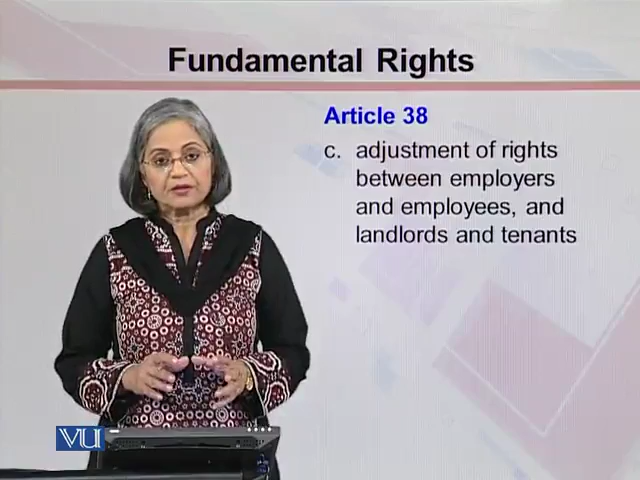 Fundamental Rights
Article 38
c. adjustment of rights
between employers
and employees, and
landlords and tenants
VU